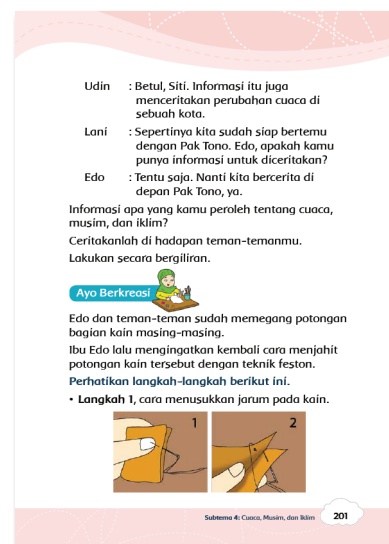 Udin : Betul, Siti. Informasi itu juga
menceritakan perubahan cuaca di
sebuah kota.
Lani : Sepertinya kita sudah siap bertemu
dengan Pak Tono. Edo, apakah kamu
punya informasi untuk diceritakan?
Edo : Tentu saja. Nanti kita bercerita di
depan Pak Tono, ya.
Informasi apa yang kamu peroleh tentang cuaca,
musim, dan iklim?
Ceritakanlah di hadapan teman-temanmu.
Lakukan secara bergiliran.
Ayo Berkreasi
Edo dan teman-teman sudah memegang potongan
bagian kain masing-masing.
Ibu Edo lalu mengingatkan kembali cara menjahit
potongan kain tersebut dengan teknik feston.
Perhatikan langkah-langkah berikut ini.
• Langkah 1, cara menusukkan jarum pada kain.
1 2
Subtema 4: Cuaca, Musim, dan Iklim 201